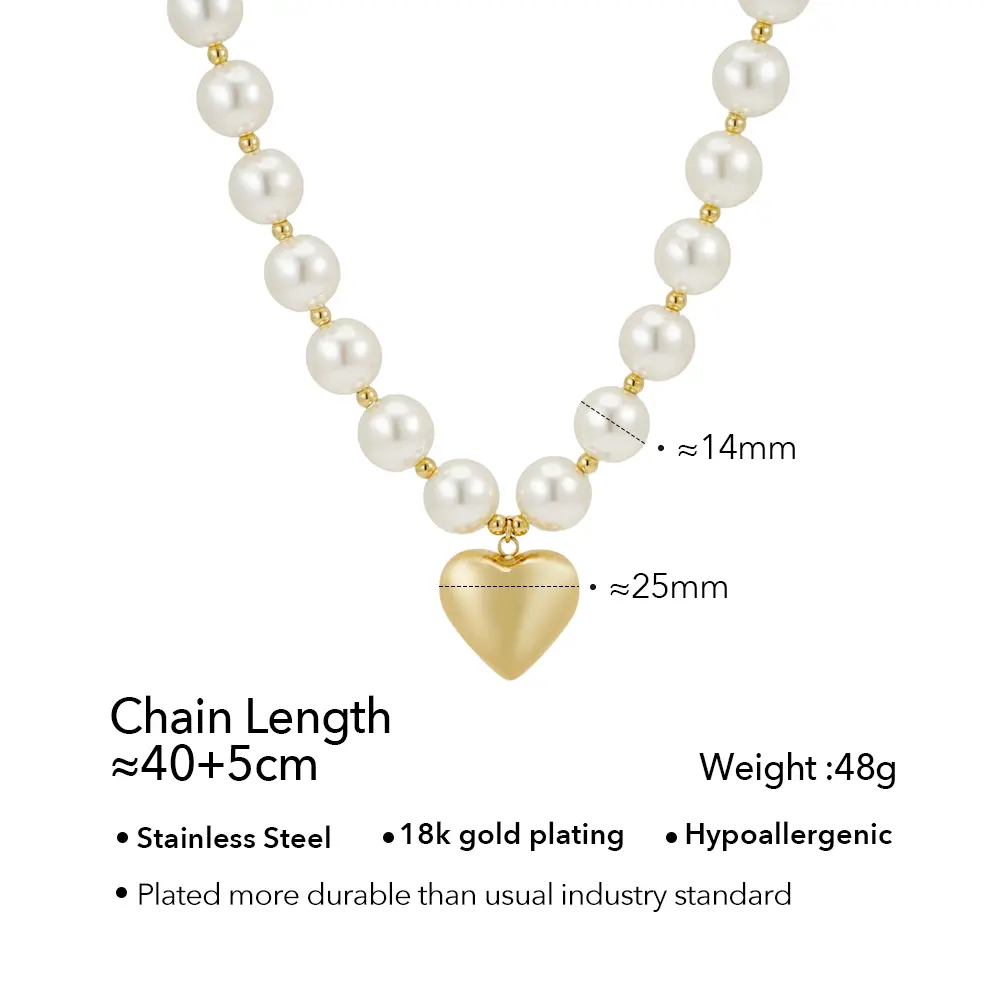 • ≈14mm
• ≈25mm
Chain Length
≈40+5cm
Weight :48g
• Stainless Steel • 18k gold plating • Hypoallergenic
• Plated more durable than usual industry standard